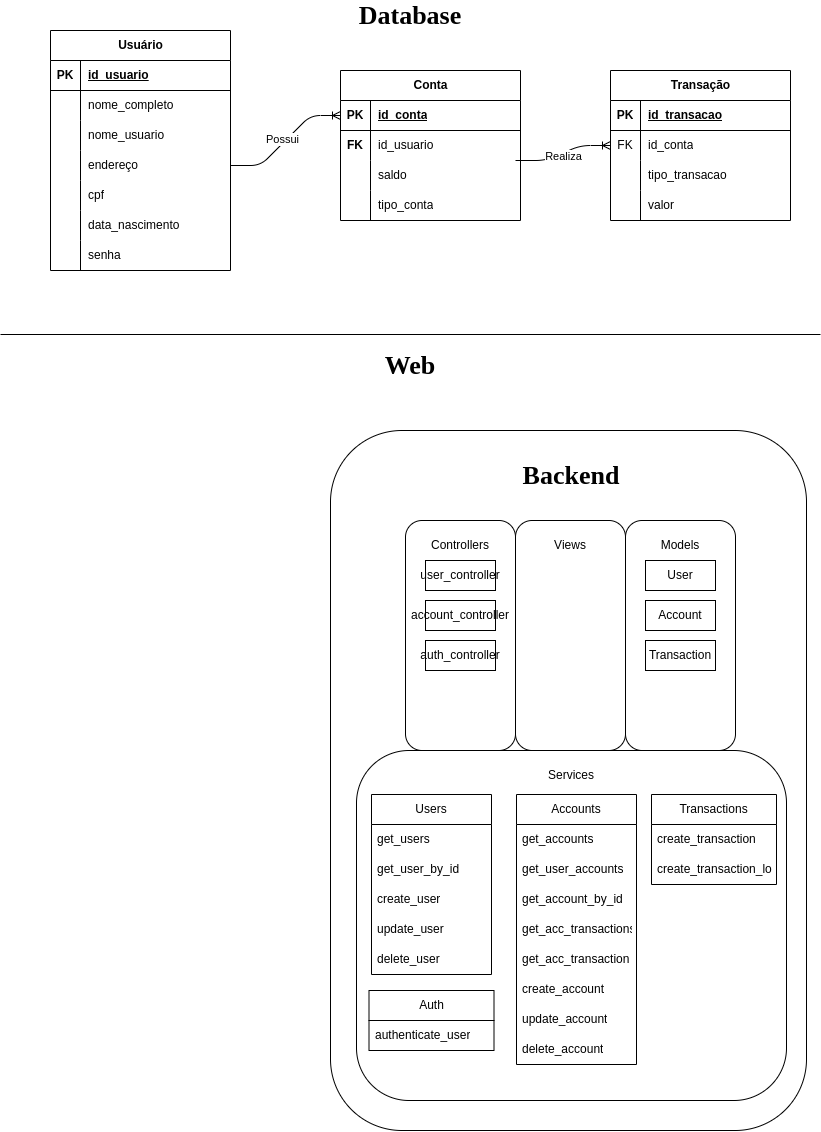 Database
Usuário
PK id_usuario
nome_completo
nome_usuario
endereço
cpf
data_nascimento
senha
Possui
Conta
PK id_conta
FK id_usuario
saldo
tipo_conta
Realiza
Transação
PK id_transacao
FK id_conta
tipo_transacao
valor
Web
Backend
Controllers
user_controller
account_controller
auth_controller
Views
Models
User
Account
Transaction
Services
Users
get_users
get_user_by_id
create_user
update_user
delete_user
Auth
authenticate_user
Accounts
get_accounts
get_user_accounts
get_account_by_id
get_acc_transactions
get_acc_transaction
create_account
update_account
delete_account
Transactions
create_transaction
create_transaction_lo